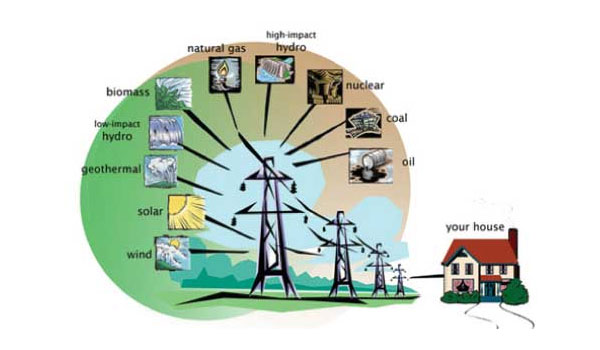 high-impact
hydro
natural gas
nuclear
biomass
coal
low-impact
hydro
oil
geothermal
solar
your house
wind